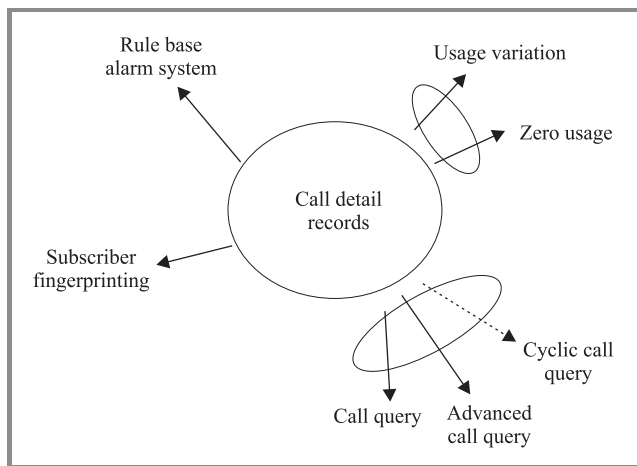 Rule base
alarm system
Usage variation
Zero usage
Call detail
records
Subscriber
fingerprinting
Cyclic call
query
Call query
Advanced
call query